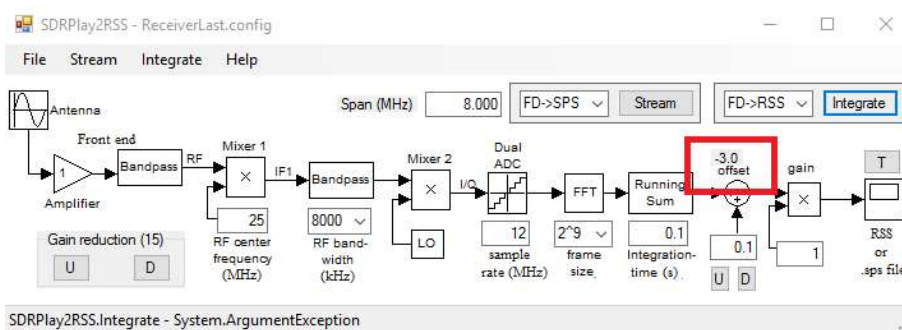 SDRPlay2RSS - ReceiverLast.config
File Stream Integrate Help
Antenna
Span (MHz) 8.000 FD->SPS Stream FD->RSS Integrate
Front end
Amplifier
1
Bandpass
RF
Mixer 1
×
25
RF center
frequency
(MHz)
IF1
Bandpass
8000
RF band-
width
(kHz)
Mixer 2
×
LO
I/Q
Dual
ADC
12
sample
rate (MHz)
FFT
2^9
frame
size
Running
Sum
0.1
Integration-
time (s)
-3.0
offset
+
0.1
U D
gain
×
1
T
RSS
or
.sps file
Gain reduction (15)
U D
SDRPlay2RSS.Integrate - System.ArgumentException